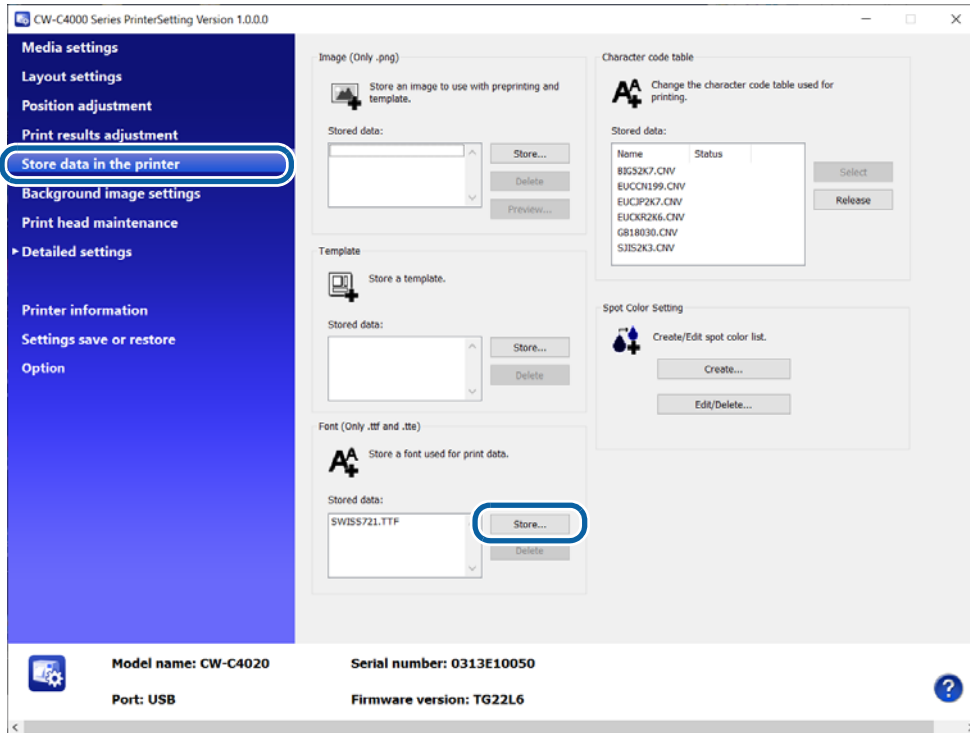 CW-C4000 Series PrinterSetting Version 1.0.0.0
Media settings
Layout settings
Position adjustment
Print results adjustment
Store data in the printer
Background image settings
Print head maintenance
Detailed settings
Printer information
Settings save or restore
Option
Image (Only .png)
Store an image to use with preprinting and
template.
Stored data:
Store...
Delete
Preview...
Template
Store a template.
Stored data:
Store...
Delete
Font (Only .ttf and .tte)
Store a font used for print data.
Stored data:
SWISS721.TTF
Store...
Delete
Character code table
Change the character code table used for
printing.
Stored data:
Name Status
BIG52K7.CNV
EUCCN199.CNV
EUCJP2K7.CNV
EUCKR2K6.CNV
GB18030.CNV
SJIS2K3.CNV
Select
Release
Spot Color Setting
Create/Edit spot color list.
Create...
Edit/Delete...
Model name: CW-C4020
Serial number: 0313E10050
Port: USB
Firmware version: TG22L6
?